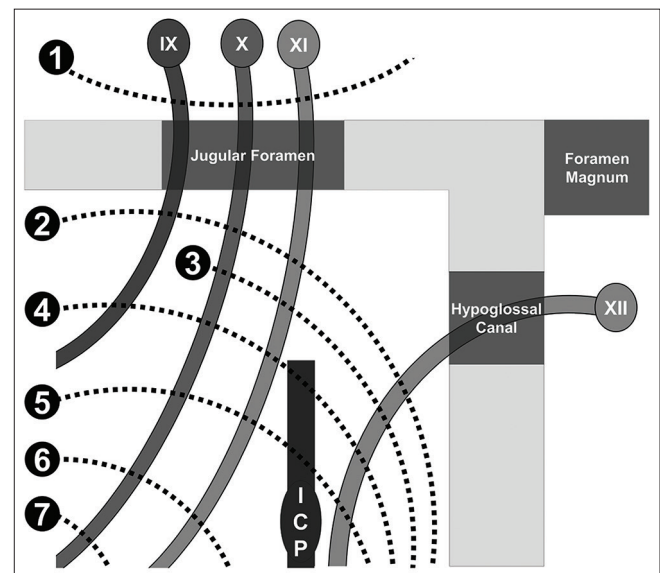 IX X XI
1
Jugular Foramen
Foramen
Magnum
2
3
4
Hypoglossal
Canal
XII
5
6
I
C
P
7